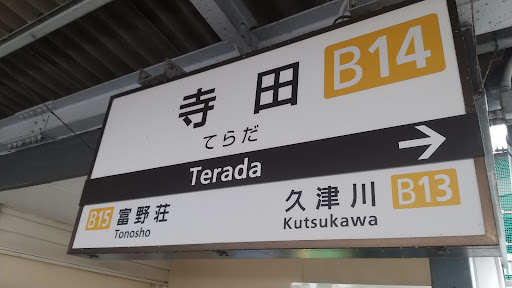 寺田 B14
てらだ
Terada →
B15 富野荘 久津川 B13
Tonosho Kutsukawa